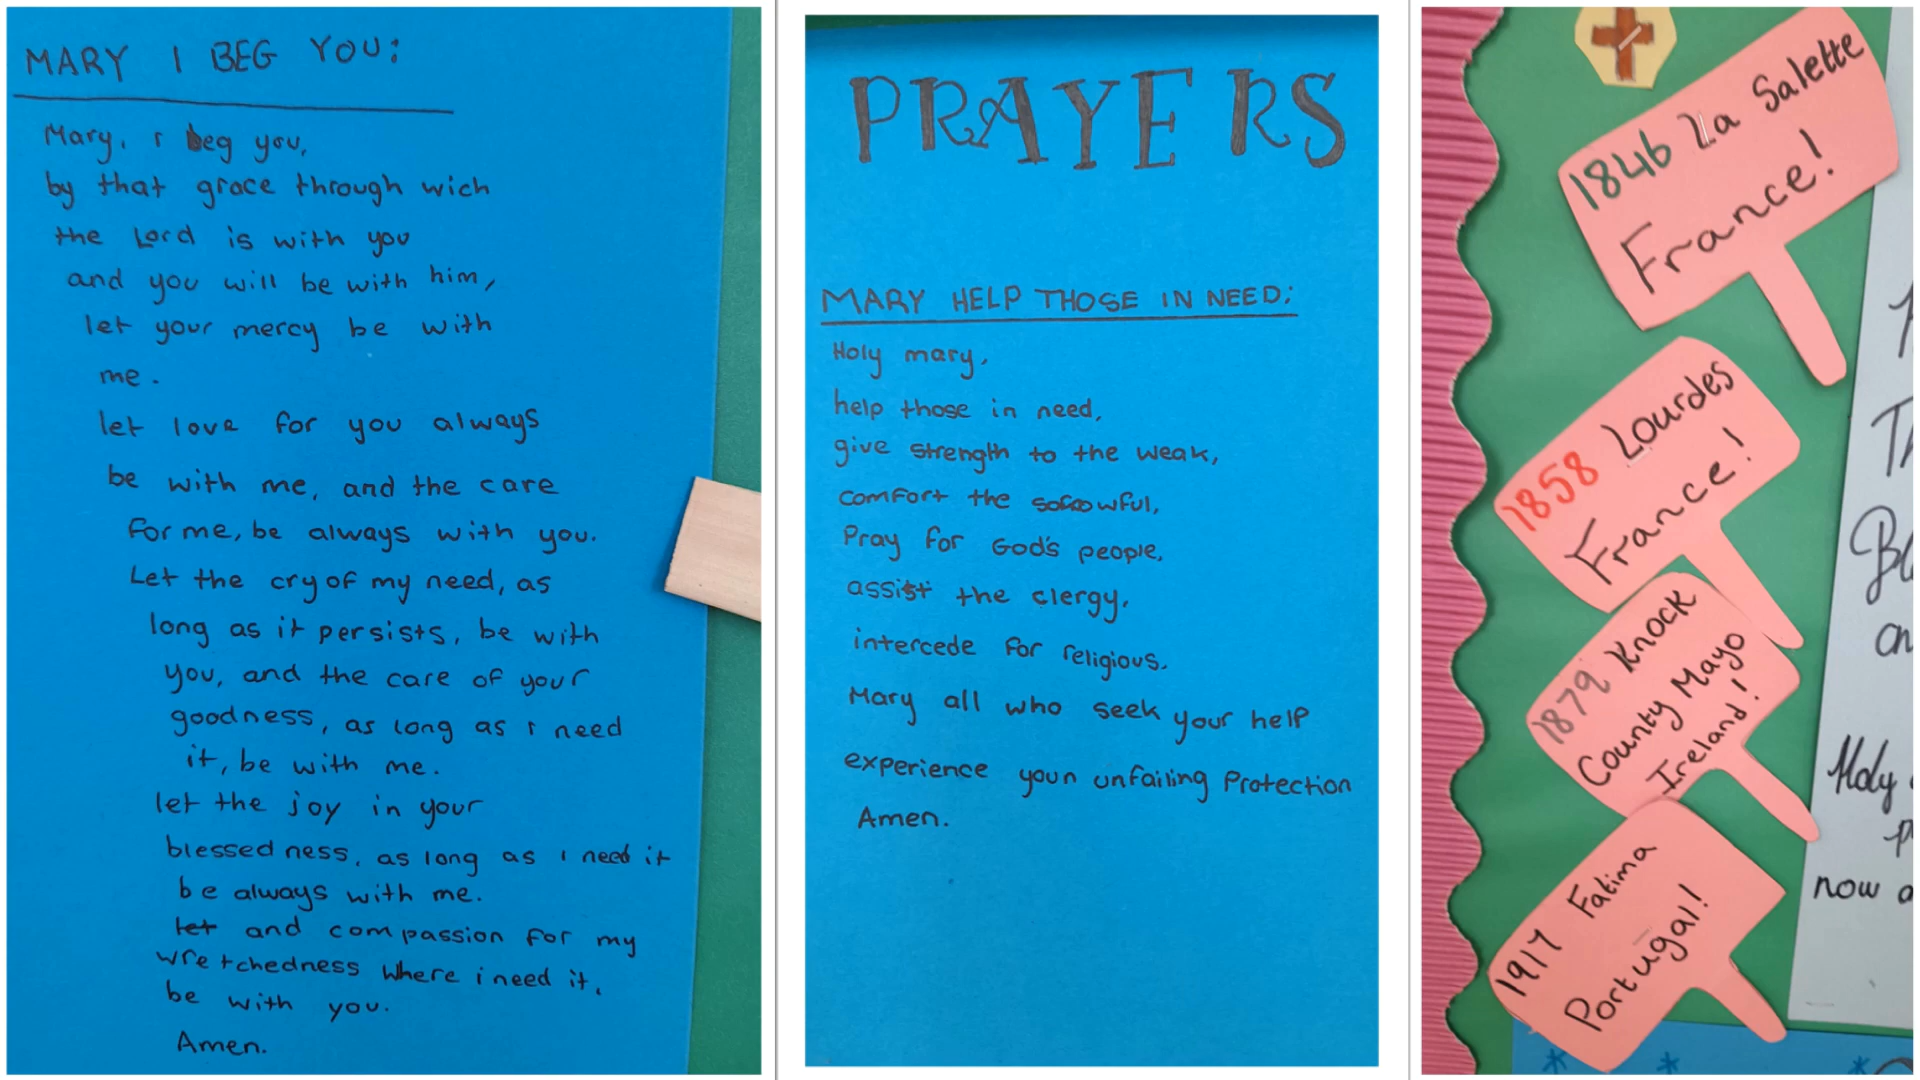 MARY I BEG YOU:
Mary, I beg you,
by that grace through wich
the Lord is with you
and you will be with him,
let your mercy be with
me.
let love for you always
be with me, and the care
for me, be always with you.
Let the cry of my need, as
long as it persists, be with
you, and the care of your
goodness, as long as I need
it, be with me.
let the joy in your
blessedness, as long as I need it
be always with me.
let and compassion for my
wretchedness where i need it,
be with you.
Amen.
PRAYERS
MARY HELP THOSE IN NEED:
Holy mary,
help those in need,
give strength to the weak,
comfort the sorrowful,
Pray for God's people,
assist the clergy,
intercede for religious.
Mary all who seek your help
experience youn unfailing Protection
Amen.
1846 La Salette
France!
1858 Lourdes
France!
1879 Knock
County Mayo
Ireland!
1917 Fatima
Portugal!
Holy
now